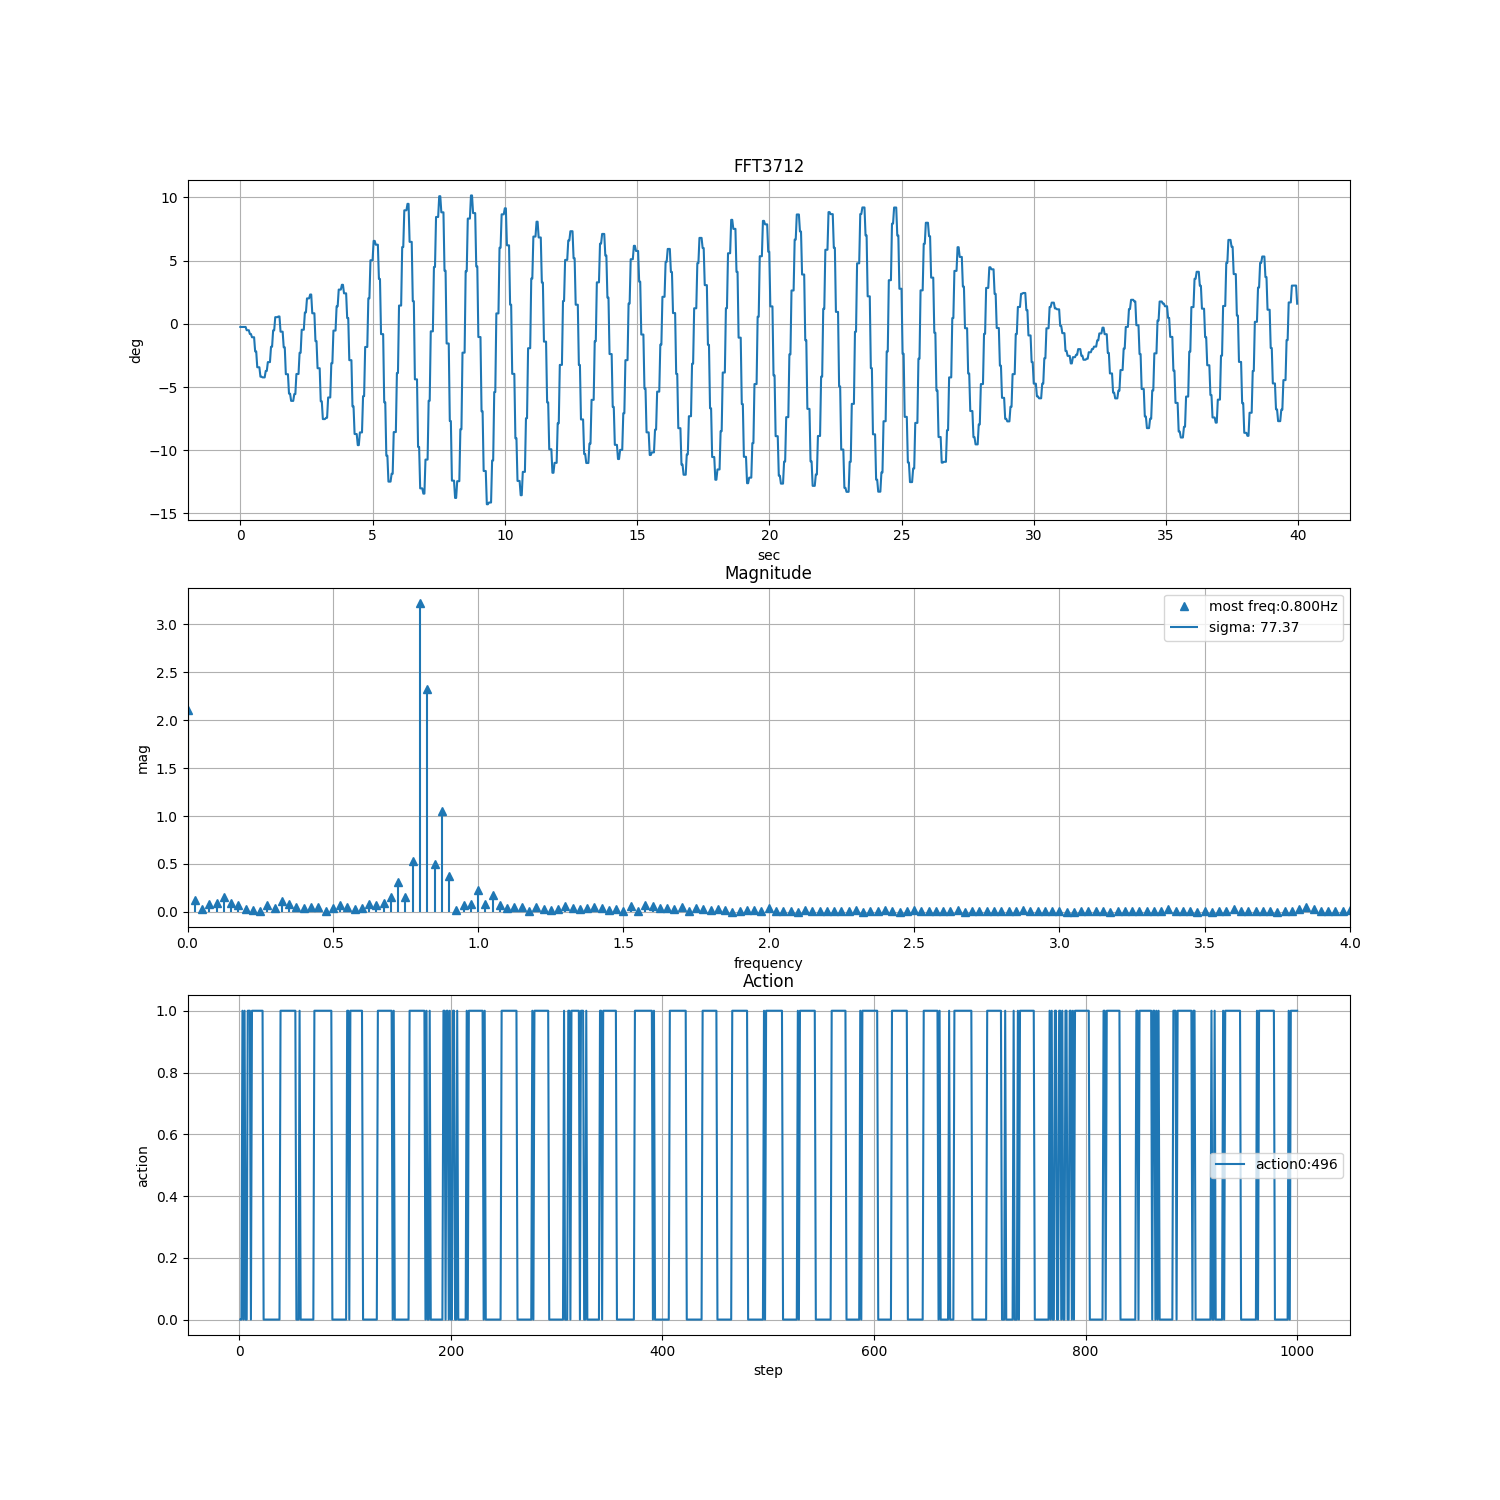 FFT3712
10
5
0
−5
−10
−15
deg
0 5 10 15 20 25 30 35 40
sec
Magnitude
most freq:0.800Hz
sigma: 77.37
3.0
2.5
2.0
1.5
1.0
0.5
0.0
mag
0.0 0.5 1.0 1.5 2.0 2.5 3.0 3.5 4.0
frequency
Action
1.0
0.8
0.6
0.4
0.2
0.0
action
action0:496
0 200 400 600 800 1000
step